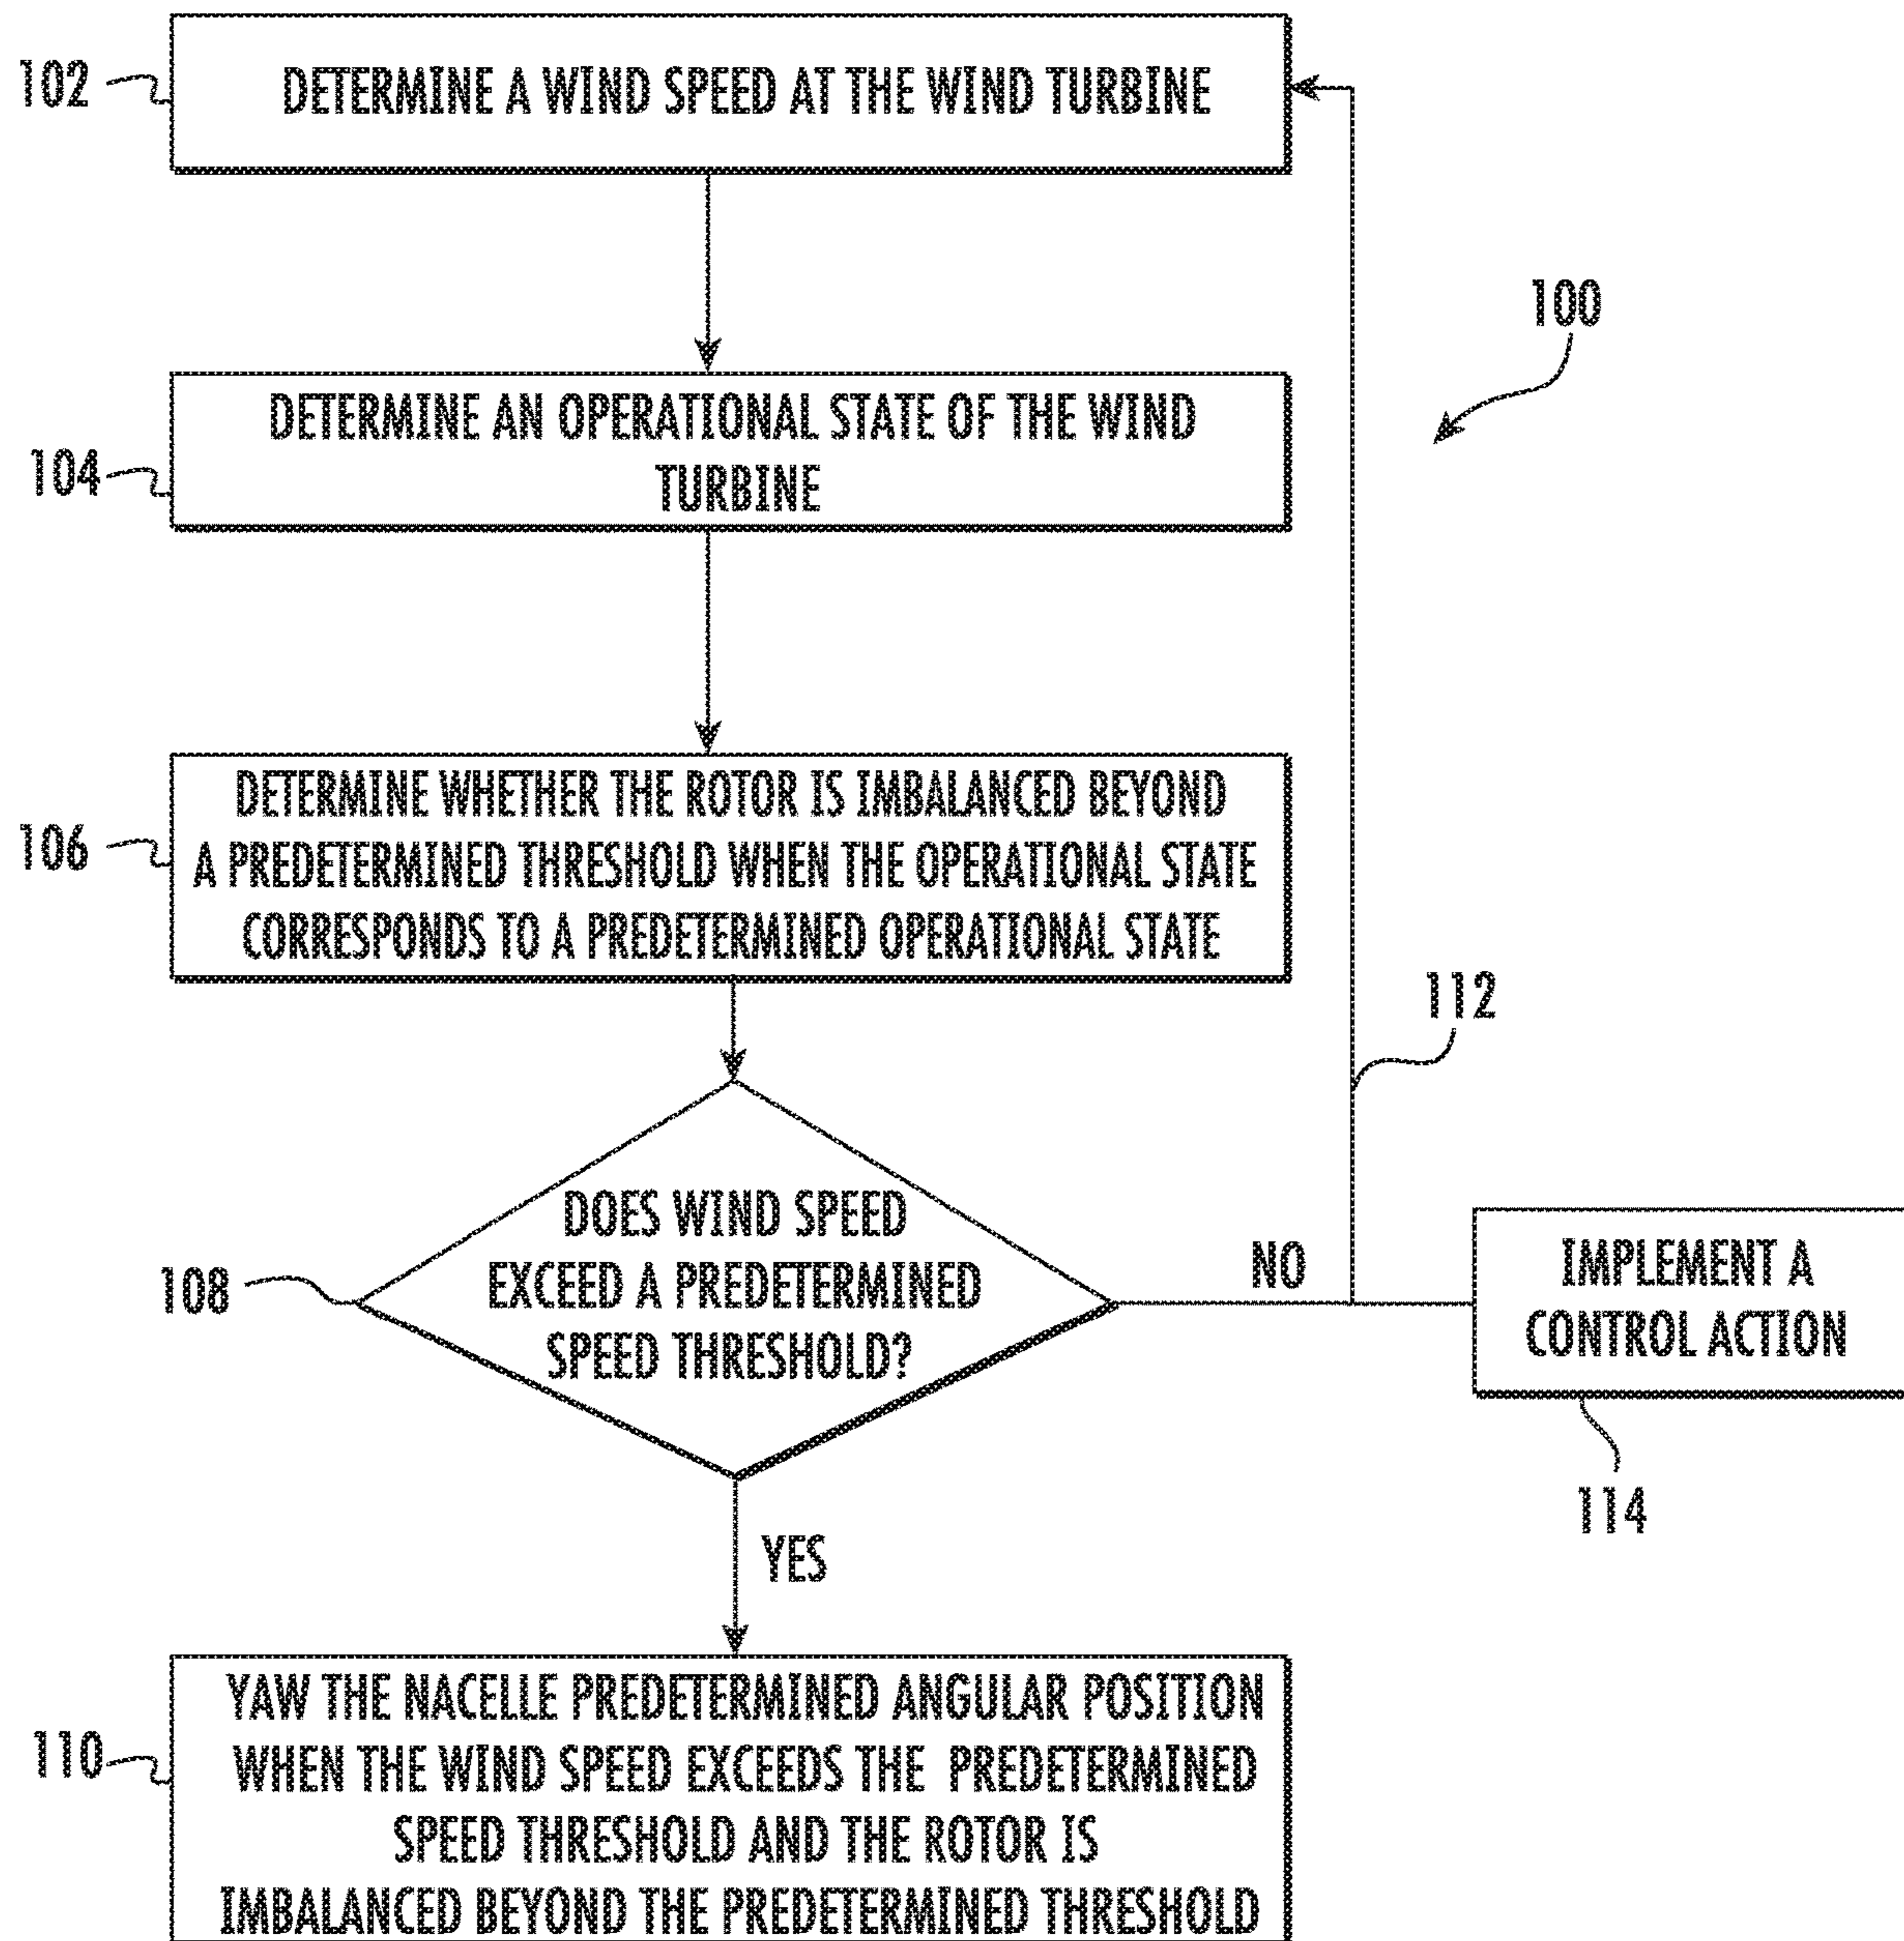 102
DETERMINE A WIND SPEED AT THE WIND TURBINE
100
DETERMINE AN OPERATIONAL STATE OF THE WIND
TURBINE
104
DETERMINE WHETHER THE ROTOR IS IMBALANCED BEYOND
A PREDETERMINED THRESHOLD WHEN THE OPERATIONAL STATE
CORRESPONDS TO A PREDETERMINED OPERATIONAL STATE
106
112
DOES WIND SPEED
EXCEED A PREDETERMINED
SPEED THRESHOLD?
108
NO
IMPLEMENT A
CONTROL ACTION
114
YES
YAW THE NACELLE PREDETERMINED ANGULAR POSITION
WHEN THE WIND SPEED EXCEEDS THE PREDETERMINED
SPEED THRESHOLD AND THE ROTOR IS
IMBALANCED BEYOND THE PREDETERMINED THRESHOLD
110